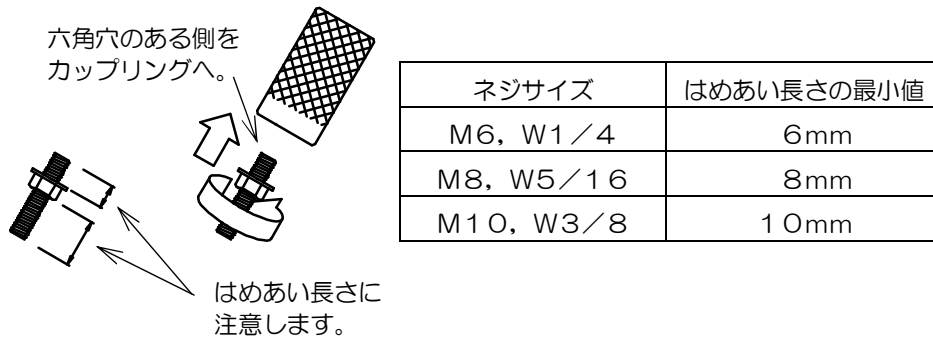 六角穴のある側を
カップリングへ。
はめあい長さに
注意します。
ネジサイズ はめあい長さの最小値
M6, W1/4 6mm
M8, W5/16 8mm
M10, W3/8 10mm